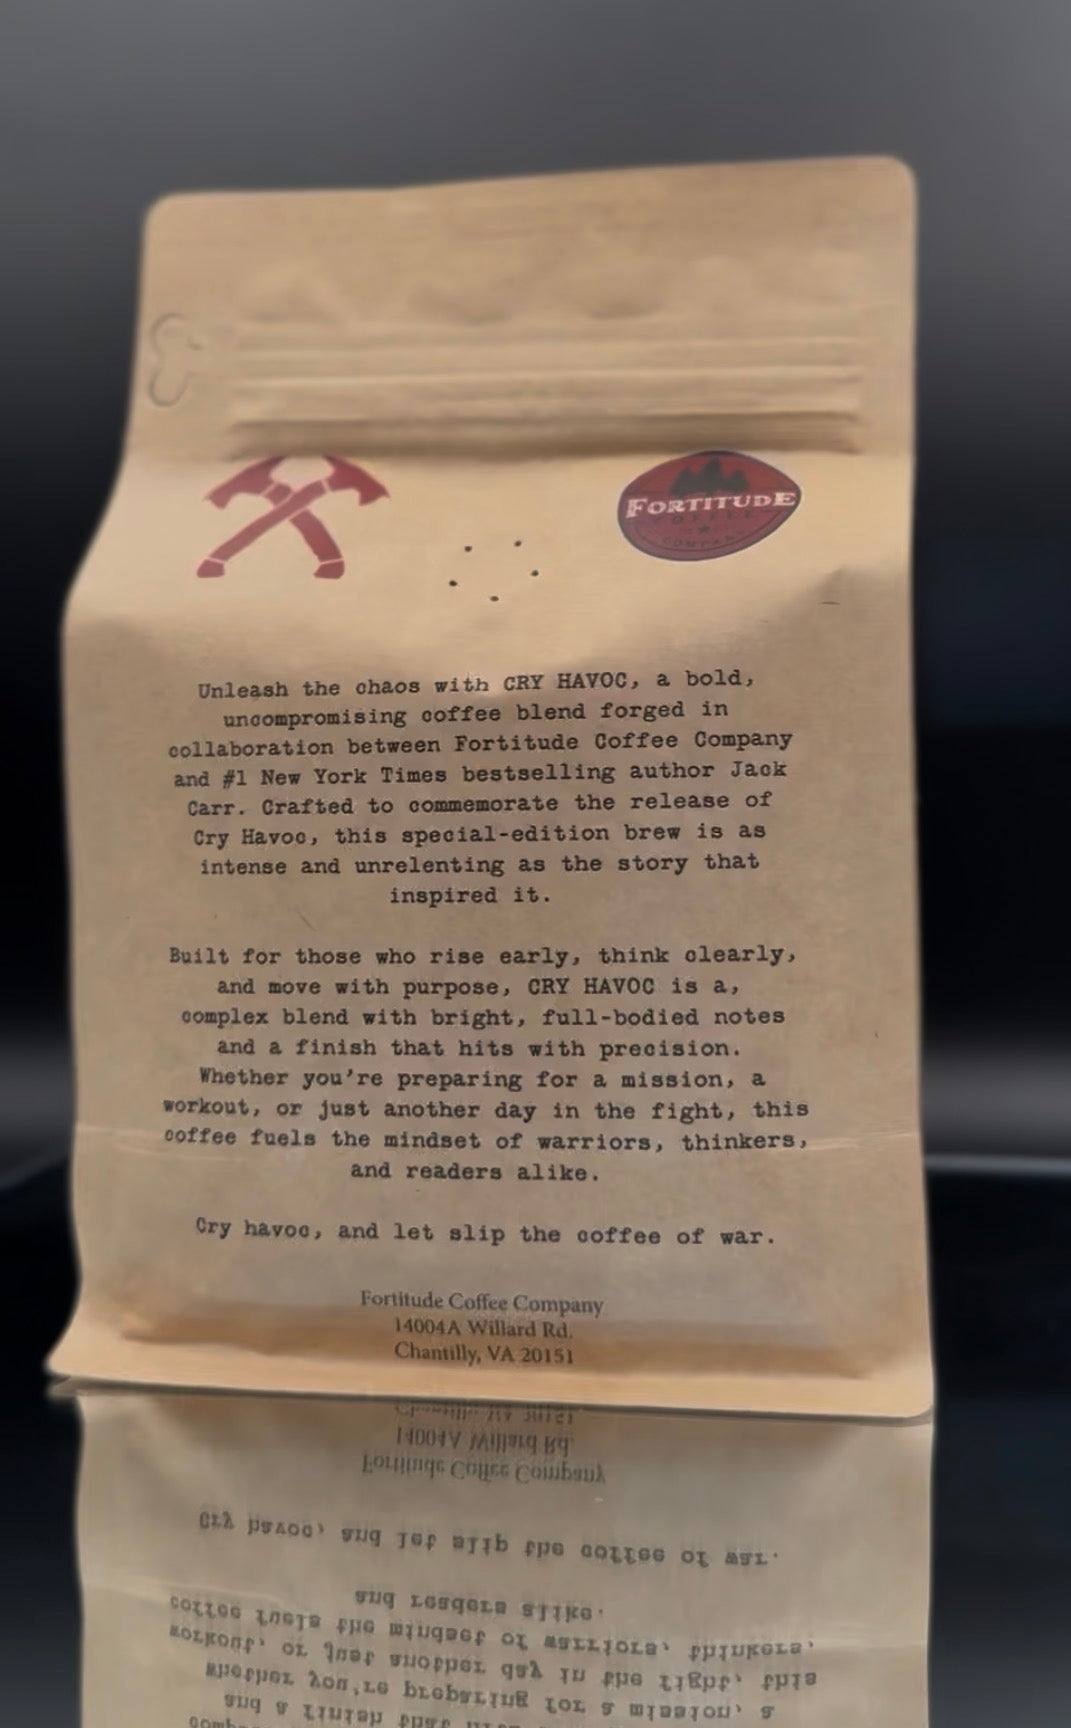 FORTITUDE
COFFEE
COMPANY
Unleash the chaos with CRY HAVOC, a bold,
uncompromising coffee blend forged in
collaboration between Fortitude Coffee Company
and #1 New York Times bestselling author Jack
Carr. Crafted to commemorate the release of
Cry Havoc, this special-edition brew is as
intense and unrelenting as the story that
inspired it.
Built for those who rise early, think clearly,
and move with purpose, CRY HAVOC is a,
complex blend with bright, full-bodied notes
and a finish that hits with precision.
Whether you're preparing for a mission, a
workout, or just another day in the fight, this
coffee fuels the mindset of warriors, thinkers,
and readers alike.
Cry havoc, and let slip the coffee of war.
Fortitude Coffee Company
14004A Willard Rd.
Chantilly, VA 20151